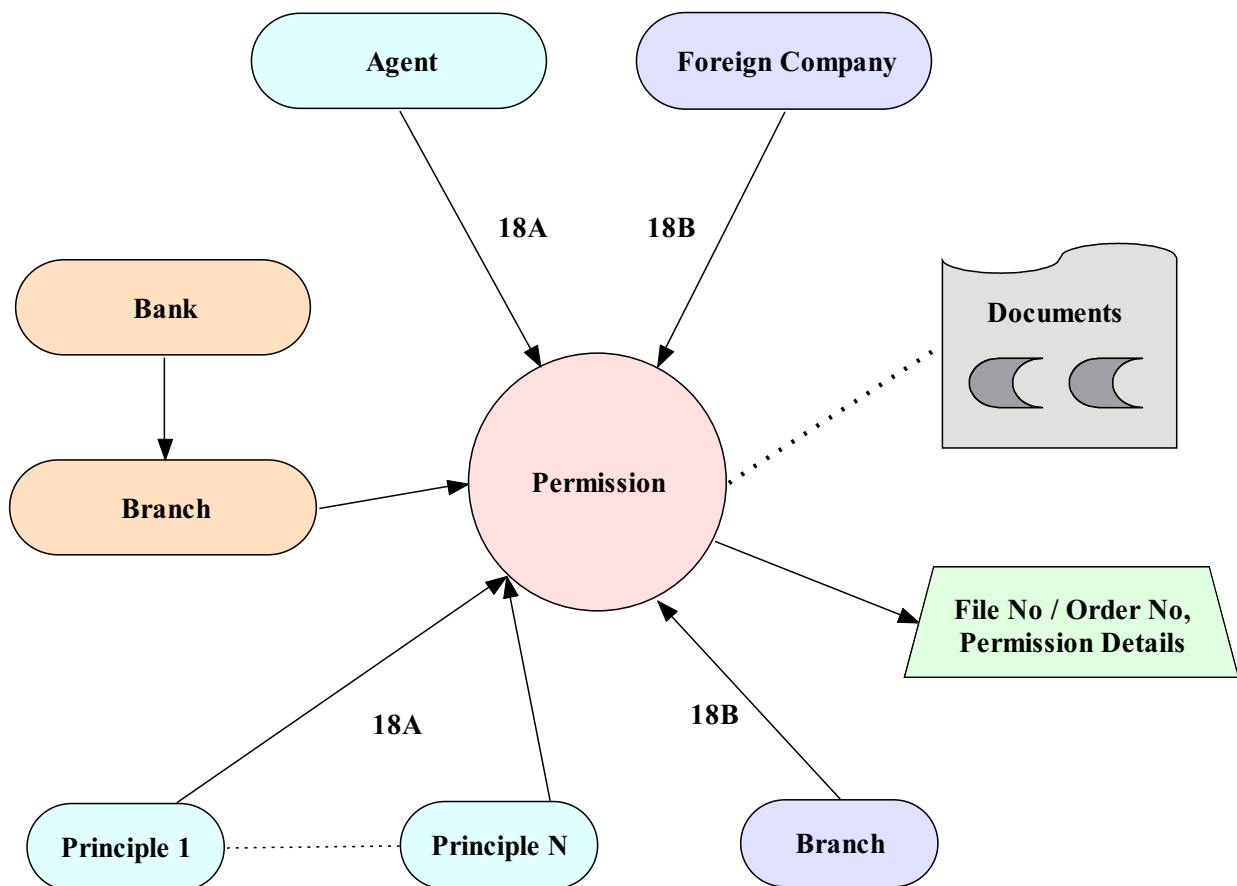 Agent
Foreign Company
18A
18B
Bank
Documents
Permission
Branch
File No / Order No,
Permission Details
18A
18B
Principle 1
Principle N
Branch